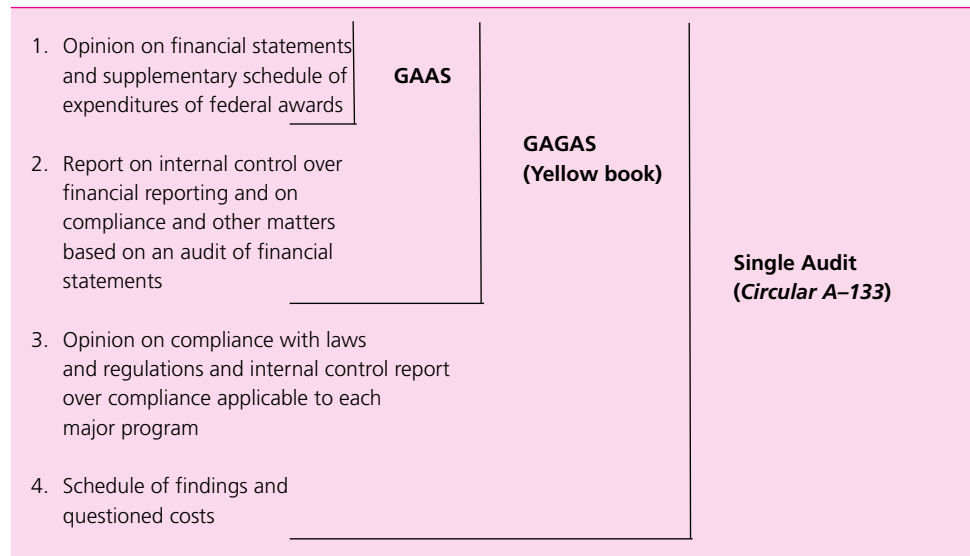 1. Opinion on financial statements
and supplementary schedule of
expenditures of federal awards
GAAS
GAGAS
(Yellow book)
2. Report on internal control over
financial reporting and on
compliance and other matters
based on an audit of financial
statements
Single Audit
(Circular A–133)
3. Opinion on compliance with laws
and regulations and internal control report
over compliance applicable to each
major program
4. Schedule of findings and
questioned costs